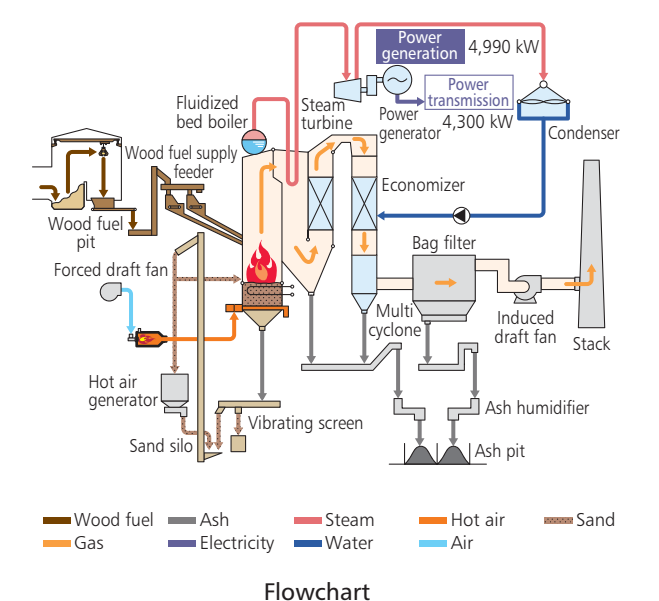 Power
generation
4,990 kW
Power
transmission
4,300 kW
Fluidized
bed boiler
Steam
turbine
Power
generator
Condenser
Wood fuel supply
feeder
Economizer
Wood fuel
pit
Bag filter
Forced draft fan
Multi
cyclone
Induced
draft fan
Stack
Hot air
generator
Ash humidifier
Vibrating screen
Sand silo
Ash pit
Wood fuel
Ash
Steam
Hot air
Sand
Gas
Electricity
Water
Air
Flowchart